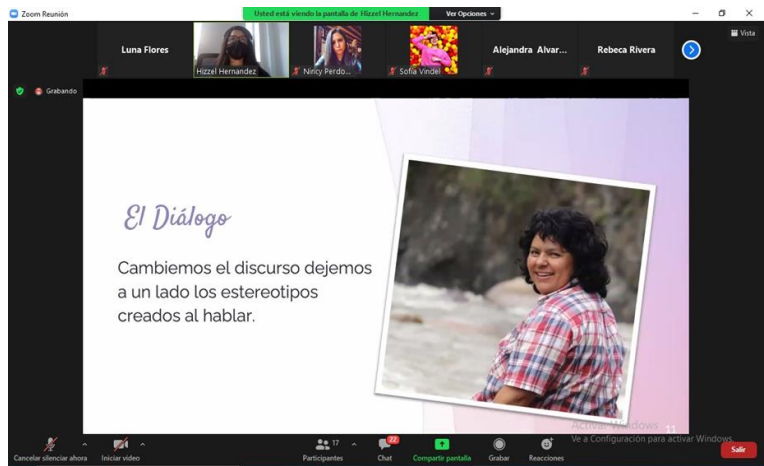 Zoom Reunión
Usted está viendo la pantalla de Hizzel Hernandez
Ver Opciones
Vista
Luna Flores
Hizzel Hernandez
Nincy Perdo...
Sofia Vindel
Alejandra Alvar...
Rebeca Rivera
Grabando
El Diálogo
Cambiemos el discurso dejemos
a un lado los estereotipos
creados al hablar.
Activar Windows
11
Ve a Configuración para activar Windows.
Cancelar silenciar ahora
Iniciar video
17
Participantes
22
Chat
Compartir pantalla
Grabar
Reacciones
Salir